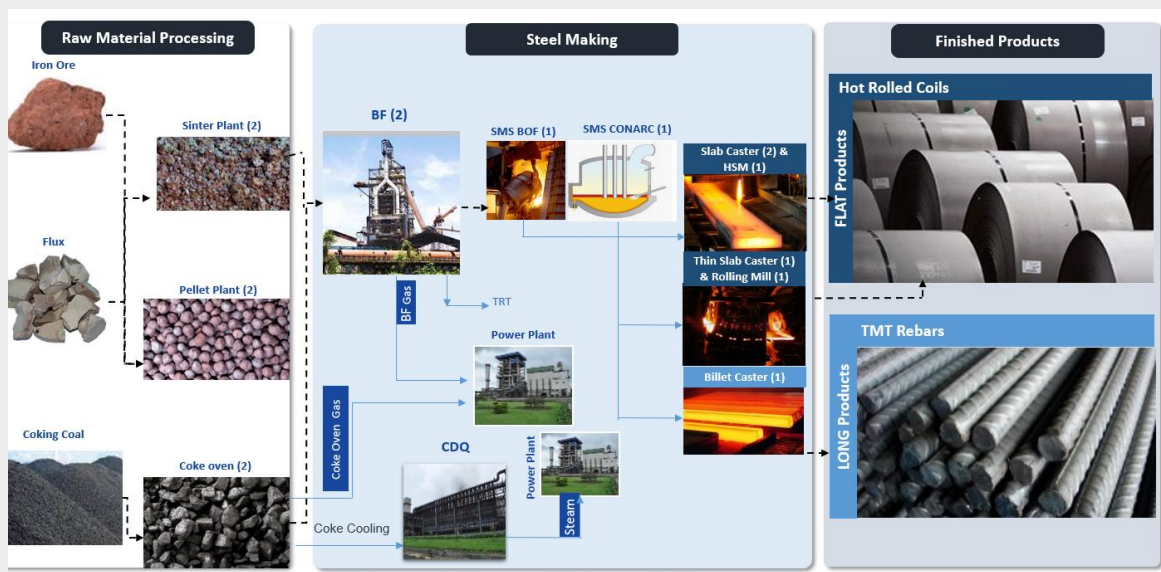 Raw Material Processing
Steel Making
Finished Products
Iron Ore
Sinter Plant (2)
Flux
Pellet Plant (2)
Coking Coal
Coke oven (2)
BF (2)
SMS BOF (1)
SMS CONARC (1)
BF Gas
TRT
Power Plant
Coke Oven Gas
CDQ
Power Plant
Steam
Coke Cooling
Slab Caster (2) &
HSM (1)
Thin Slab Caster (1)
& Rolling Mill (1)
Billet Caster (1)
Hot Rolled Coils
FLAT Products
TMT Rebars
LONG Products